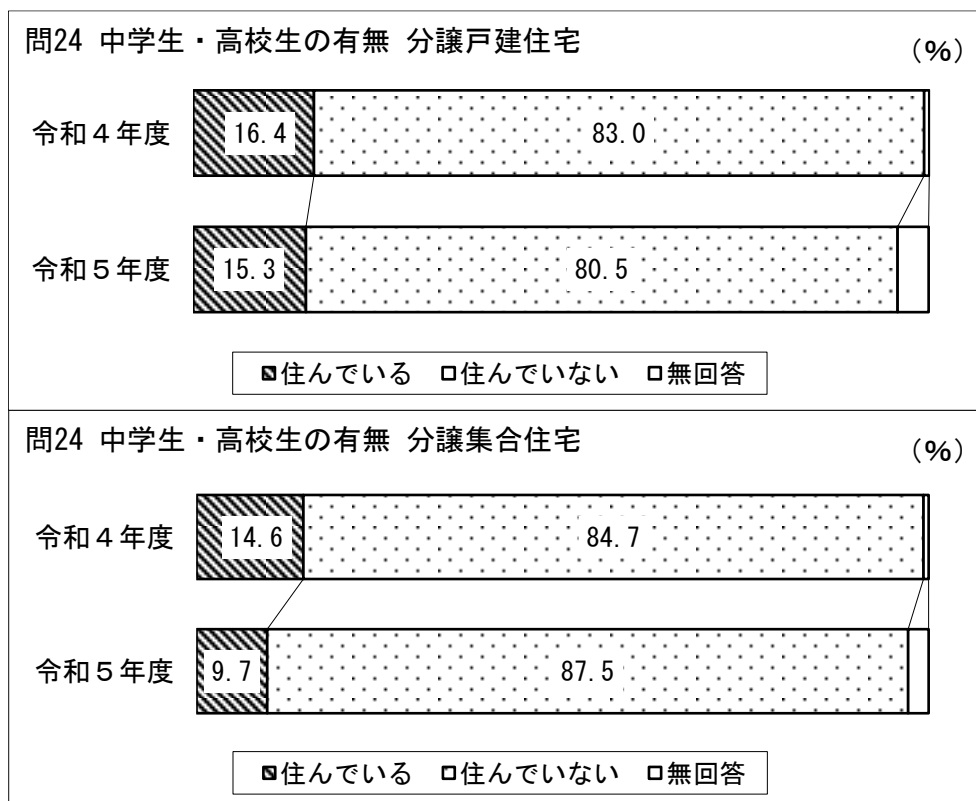 問24 中学生・高校生の有無 分譲戸建住宅
(%)
令和４年度 16.4 83.0
令和５年度 15.3 80.5
住んでいる 住んでいない 無回答
問24 中学生・高校生の有無 分譲集合住宅
(%)
令和４年度 14.6 84.7
令和５年度 9.7 87.5
住んでいる 住んでいない 無回答